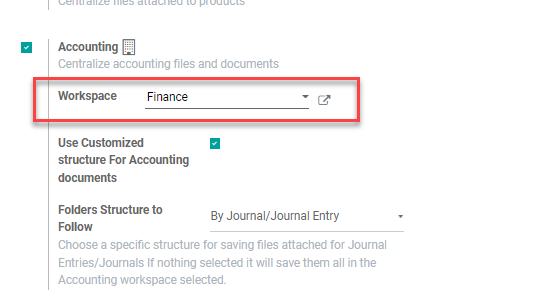 Centralize files attached to products
Accounting
Centralize accounting files and documents
Workspace
Finance
Use Customized
structure For Accounting
documents
Folders Structure to
Follow
By Journal/Journal Entry
Choose a specific structure for saving files attached for Journal
Entries/Journals If nothing selected it will save them all in the
Accounting workspace selected.